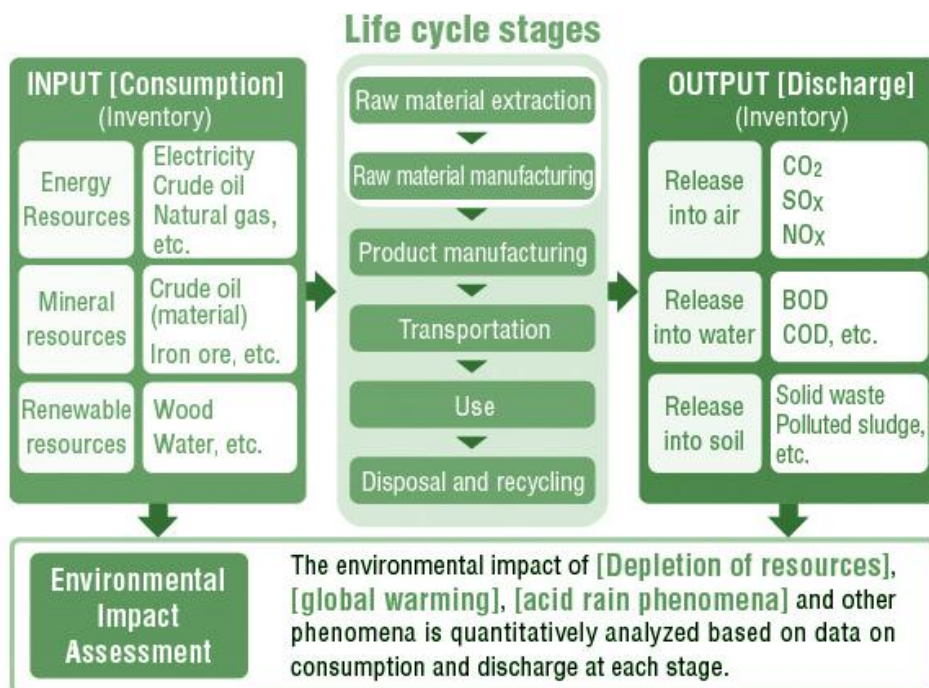 Life cycle stages
INPUT [Consumption]
(Inventory)
Energy
Resources
Electricity
Crude oil
Natural gas,
etc.
Mineral
resources
Crude oil
(material)
Iron ore, etc.
Renewable
resources
Wood
Water, etc.
Raw material extraction
Raw material manufacturing
Product manufacturing
Transportation
Use
Disposal and recycling
OUTPUT [Discharge]
(Inventory)
Release
into air
CO2
SOx
NOx
Release
into water
BOD
COD, etc.
Release
into soil
Solid waste
Polluted sludge,
etc.
Environmental
Impact
Assessment
The environmental impact of [Depletion of resources],
[global warming], [acid rain phenomena] and other
phenomena is quantitatively analyzed based on data on
consumption and discharge at each stage.